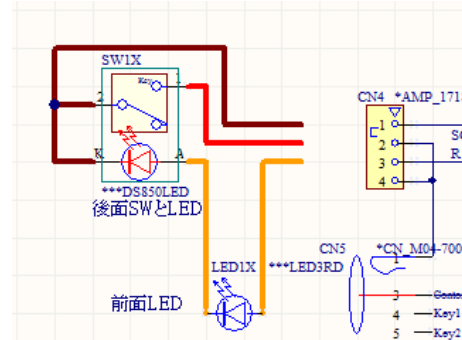 SW1X
Key
1
2
K
A
***DS850LED
後面SWとLED
LED1X
***LED3RD
前面LED
CN4
*AMP_171
1
2
3
4
S
R
CN5
*CN_M04-700
1
3
4
Key1
5
Key2